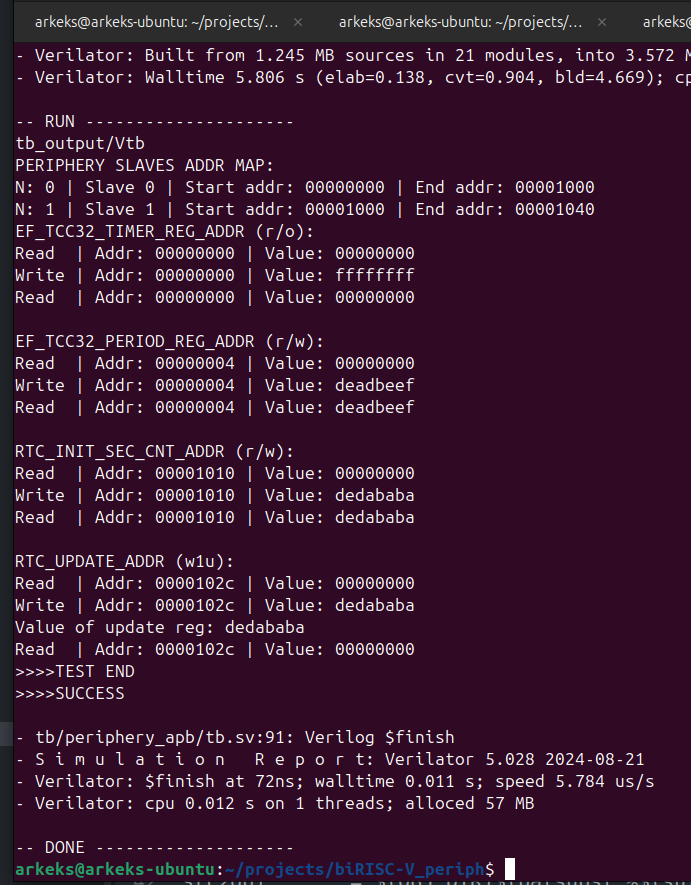 arkeks@arkeks-ubuntu: ~/projects/... × arkeks@arkeks-ubuntu: ~/projects/... × arkeks@
- Verilator: Built from 1.245 MB sources in 21 modules, into 3.572 M
- Verilator: Walltime 5.806 s (elab=0.138, cvt=0.904, bld=4.669); cp
-- RUN ---------------------
tb_output/Vtb
PERIPHERY SLAVES ADDR MAP:
N: 0 | Slave 0 | Start addr: 00000000 | End addr: 00001000
N: 1 | Slave 1 | Start addr: 00001000 | End addr: 00001040
EF_TCC32_TIMER_REG_ADDR (r/o):
Read  | Addr: 00000000 | Value: 00000000
Write | Addr: 00000000 | Value: ffffffff
Read  | Addr: 00000000 | Value: 00000000
EF_TCC32_PERIOD_REG_ADDR (r/w):
Read  | Addr: 00000004 | Value: 00000000
Write | Addr: 00000004 | Value: deadbeef
Read  | Addr: 00000004 | Value: deadbeef
RTC_INIT_SEC_CNT_ADDR (r/w):
Read  | Addr: 00001010 | Value: 00000000
Write | Addr: 00001010 | Value: dedababa
Read  | Addr: 00001010 | Value: dedababa
RTC_UPDATE_ADDR (w1u):
Read  | Addr: 0000102c | Value: 00000000
Write | Addr: 0000102c | Value: dedababa
Value of update reg: dedababa
Read  | Addr: 0000102c | Value: 00000000
>>>>TEST END
>>>>SUCCESS
- tb/periphery_apb/tb.sv:91: Verilog $finish
- S i m u l a t i o n   R e p o r t: Verilator 5.028 2024-08-21
- Verilator: $finish at 72ns; walltime 0.011 s; speed 5.784 us/s
- Verilator: cpu 0.012 s on 1 threads; alloced 57 MB
-- DONE --------------------
arkeks@arkeks-ubuntu:~/projects/biRISC-V_periph$